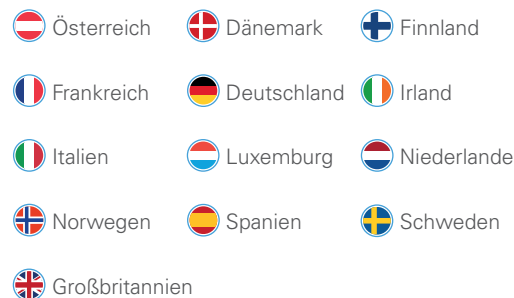 Österreich Dänemark Finnland
Frankreich Deutschland Irland
Italien Luxemburg Niederlande
Norwegen Spanien Schweden
Großbritannien